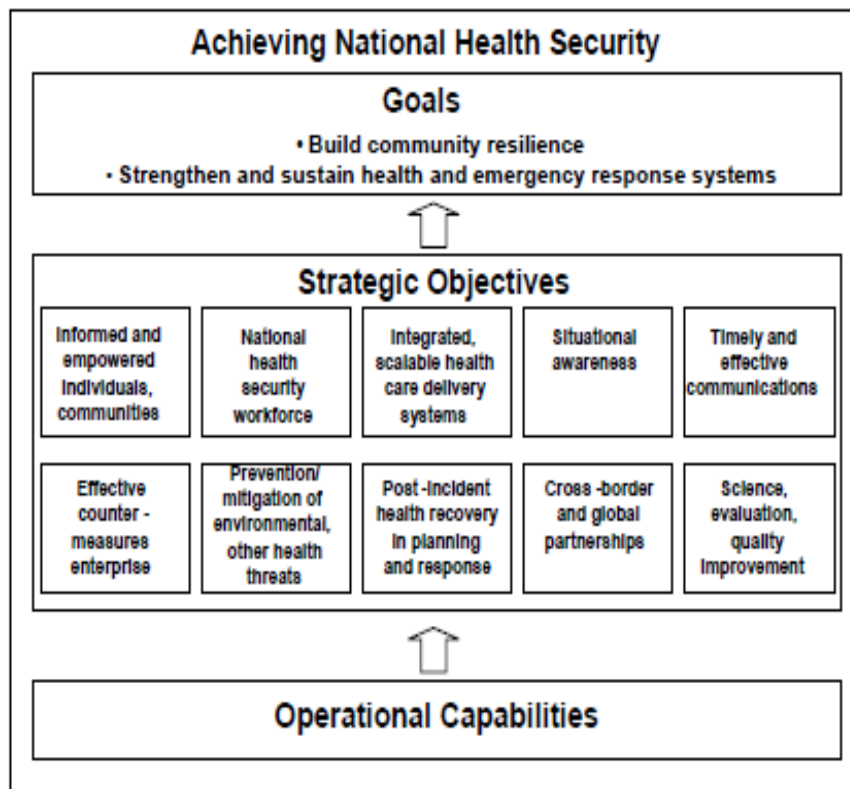 Achieving National Health Security
Goals
• Build community resilience
• Strengthen and sustain health and emergency response systems
Strategic Objectives
Informed and
empowered
individuals,
communities
National
health
security
workforce
Integrated,
scalable health
care delivery
systems
Situational
awareness
Timely and
effective
communications
Effective
counter -
measures
enterprise
Prevention/
mitigation of
environmental,
other health
threats
Post -incident
health recovery
in planning
and response
Cross -border
and global
partnerships
Science,
evaluation,
quality
improvement
Operational Capabilities